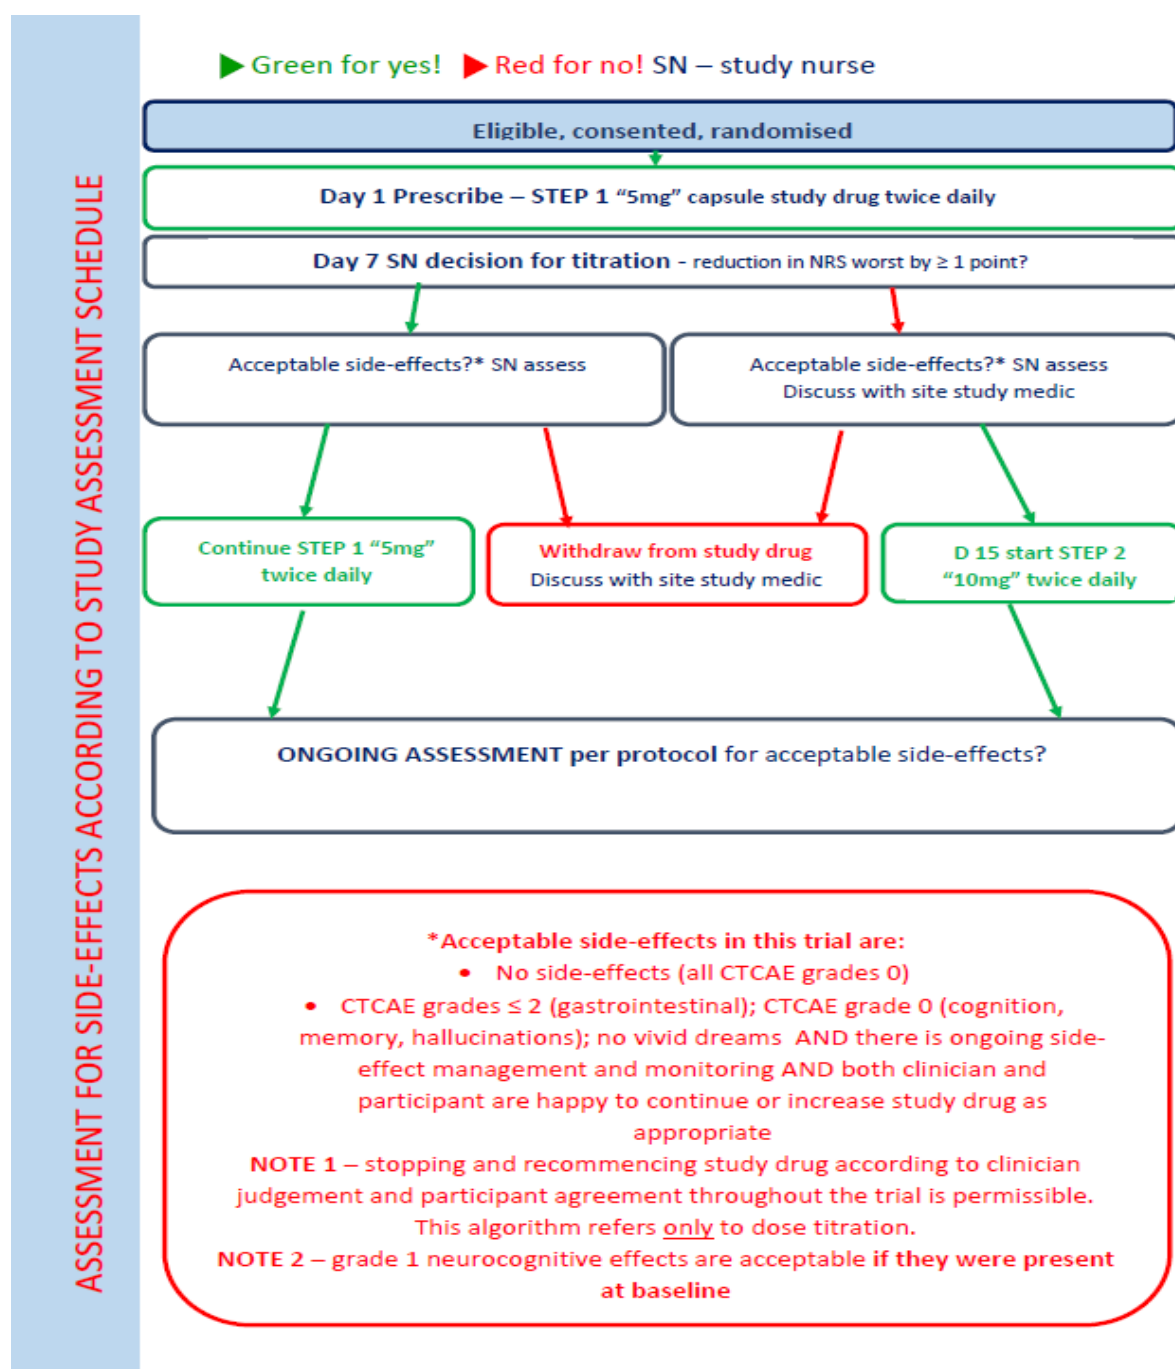 ASSESSMENT FOR SIDE-EFFECTS ACCORDING TO STUDY ASSESSMENT SCHEDULE
Green for yes! Red for no! SN – study nurse
Eligible, consented, randomised
Day 1 Prescribe – STEP 1 “5mg” capsule study drug twice daily
Day 7 SN decision for titration - reduction in NRS worst by ≥ 1 point?
Acceptable side-effects?* SN assess
Acceptable side-effects?* SN assess
Discuss with site study medic
Continue STEP 1 “5mg”
twice daily
Withdraw from study drug
Discuss with site study medic
D 15 start STEP 2
“10mg” twice daily
ONGOING ASSESSMENT per protocol for acceptable side-effects?
*Acceptable side-effects in this trial are:
• No side-effects (all CTCAE grades 0)
• CTCAE grades ≤ 2 (gastrointestinal); CTCAE grade 0 (cognition,
memory, hallucinations); no vivid dreams AND there is ongoing side-
effect management and monitoring AND both clinician and
participant are happy to continue or increase study drug as
appropriate
NOTE 1 – stopping and recommencing study drug according to clinician
judgement and participant agreement throughout the trial is permissible.
This algorithm refers only to dose titration.
NOTE 2 – grade 1 neurocognitive effects are acceptable if they were present
at baseline